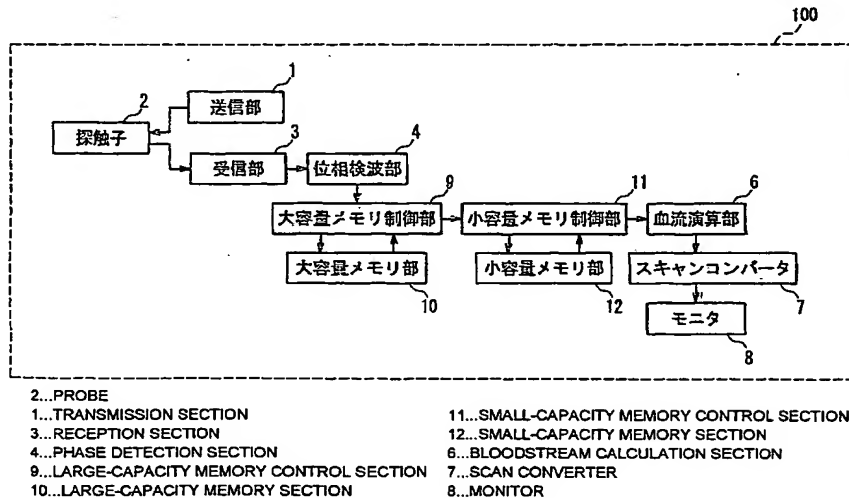 100
1
送信部
2
探触子
3
受信部
4
位相検波部
9
大容量メモリ制御部
11
小容量メモリ制御部
6
血流演算部
大容量メモリ部
10
小容量メモリ部
12
スキャンコンバータ
7
モニタ
8
2...PROBE
1...TRANSMISSION SECTION
3...RECEPTION SECTION
4...PHASE DETECTION SECTION
9...LARGE-CAPACITY MEMORY CONTROL SECTION
10...LARGE-CAPACITY MEMORY SECTION
11...SMALL-CAPACITY MEMORY CONTROL SECTION
12...SMALL-CAPACITY MEMORY SECTION
6...BLOODSTREAM CALCULATION SECTION
7...SCAN CONVERTER
8...MONITOR